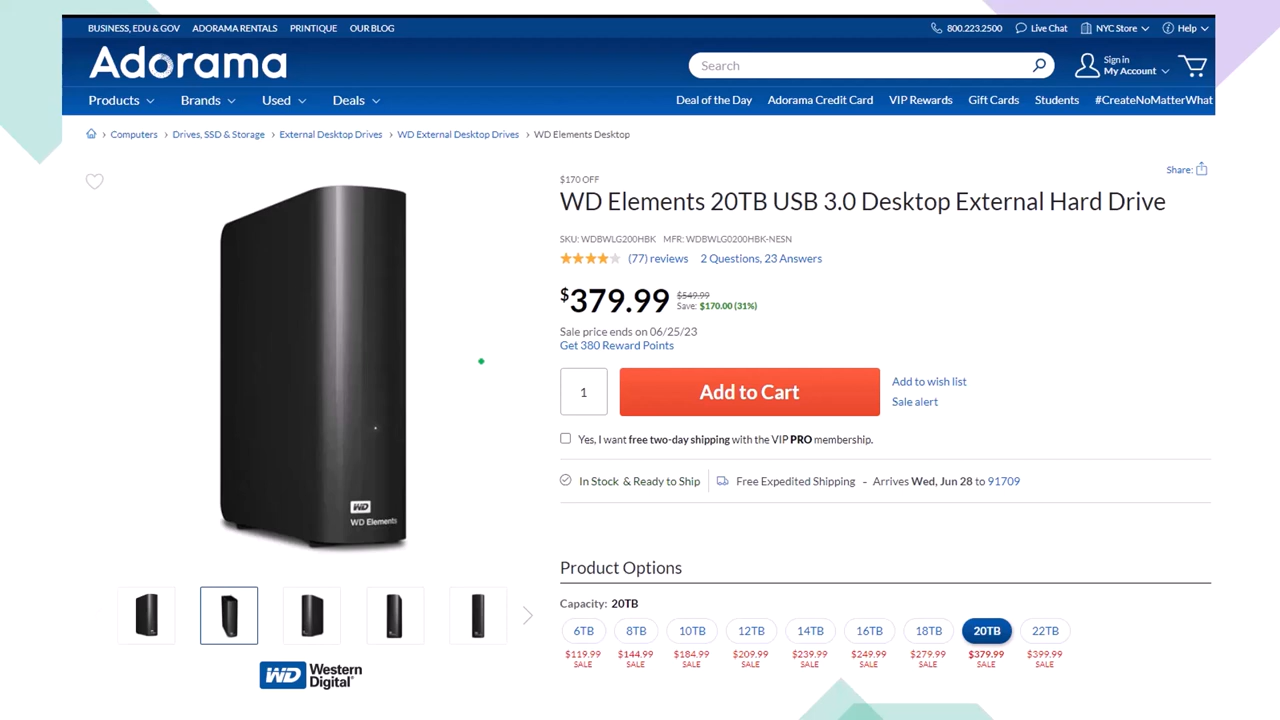 BUSINESS, EDU & GOV ADORAMA RENTALS PRINTIQUE OUR BLOG 800.223.2500 Live Chat NYC Store Help
Adorama Search Sign in
My Account
Products Brands Used Deals Deal of the Day Adorama Credit Card VIP Rewards Gift Cards Students #CreateNoMatterWhat
Computers > Drives, SSD & Storage > External Desktop Drives > WD External Desktop Drives > WD Elements Desktop
Share:
$170 OFF
WD Elements 20TB USB 3.0 Desktop External Hard Drive
SKU: WDBWLG200HBK MFR: WDBWLG0200HBK-NESN
(77) reviews 2 Questions, 23 Answers
$379.99 $549.99
Save: $170.00 (31%)
Sale price ends on 06/25/23
Get 380 Reward Points
1 Add to Cart Add to wish list
Sale alert
Yes, I want free two-day shipping with the VIP PRO membership.
In Stock & Ready to Ship Free Expedited Shipping - Arrives Wed, Jun 28 to 91709
WD
WD Elements
Product Options
Capacity: 20TB
6TB 8TB 10TB 12TB 14TB 16TB 18TB 20TB 22TB
$119.99 $144.99 $184.99 $209.99 $239.99 $249.99 $279.99 $379.99 $399.99
SALE SALE SALE SALE SALE SALE SALE SALE SALE
WD Western
Digital®